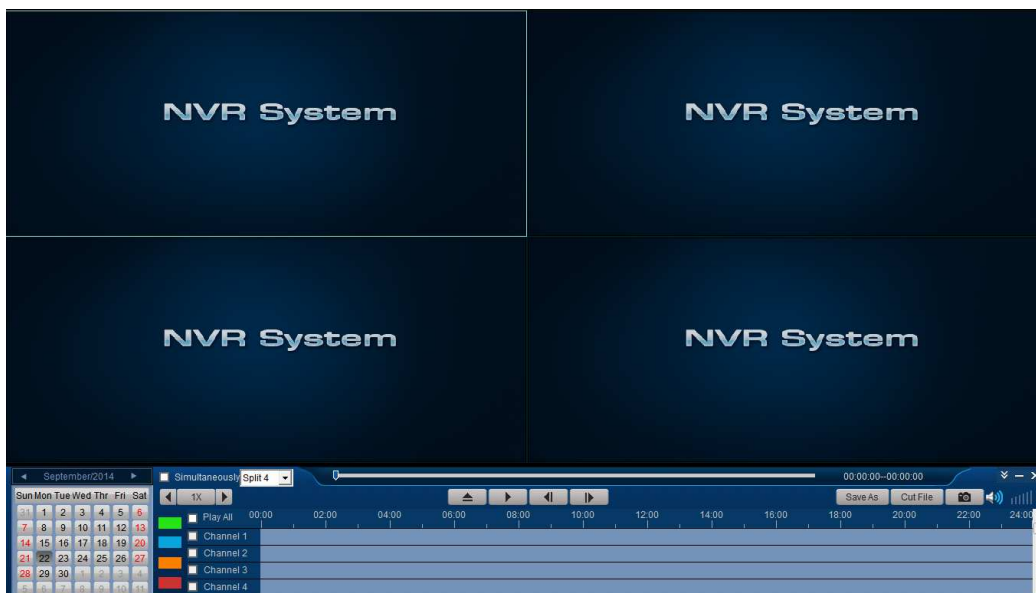 NVR System NVR System
NVR System NVR System
September/2014 Simultaneously Split 4 00:00:00--00:00:00
Sun Mon Tue Wed Thr Fri Sat 1X Save As Cut File
31 1 2 3 4 5 6 Play All 00:00 02:00 04:00 06:00 08:00 10:00 12:00 14:00 16:00 18:00 20:00 22:00 24:00
7 8 9 10 11 12 13 Channel 1
14 15 16 17 18 19 20 Channel 2
21 22 23 24 25 26 27 Channel 3
28 29 30 1 2 3 4 Channel 4
5 6 7 8 9 10 11